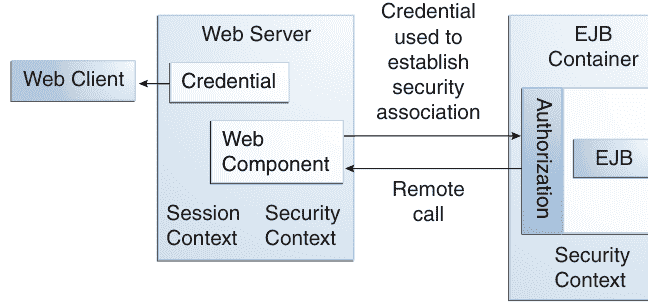 Web Client
Web Server
Credential
Web
Component
Session
Context
Security
Context
Credential
used to
establish
security
association
Remote
call
EJB
Container
Authorization
EJB
Security
Context